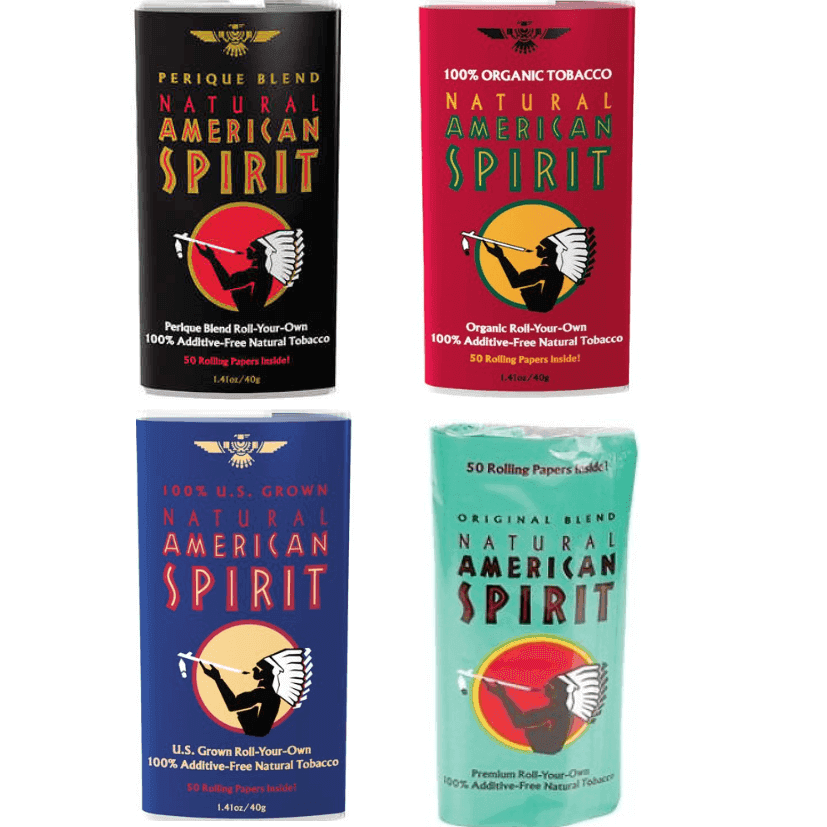 PERIQUE BLEND
NATURAL
AMERICAN
SPIRIT
Perique Blend Roll-Your-Own
100% Additive-Free Natural Tobacco
50 Rolling Papers Inside!
1.41oz/40g
100% ORGANIC TOBACCO
NATURAL
AMERICAN
SPIRIT
Organic Roll-Your-Own
100% Additive-Free Natural Tobacco
50 Rolling Papers Inside!
1.41oz/40g
100% U.S. GROWN
NATURAL
AMERICAN
SPIRIT
U.S. Grown Roll-Your-Own
100% Additive-Free Natural Tobacco
50 Rolling Papers Inside!
1.41oz/40g
50 Rolling Papers Inside!
ORIGINAL BLEND
NATURAL
AMERICAN
SPIRIT
Premium Roll-Your-Own
100% Additive-Free Natural Tobacco